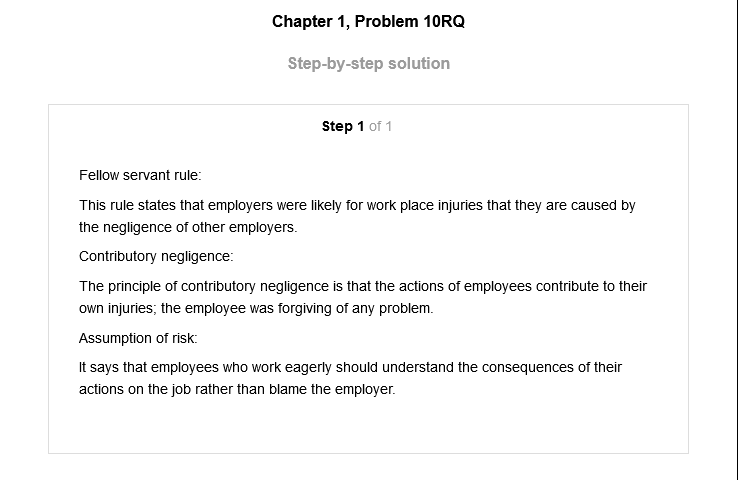 Chapter 1, Problem 10RQ
Step-by-step solution
Step 1 of 1
Fellow servant rule:
This rule states that employers were likely for work place injuries that they are caused by
the negligence of other employers.
Contributory negligence:
The principle of contributory negligence is that the actions of employees contribute to their
own injuries; the employee was forgiving of any problem.
Assumption of risk:
It says that employees who work eagerly should understand the consequences of their
actions on the job rather than blame the employer.